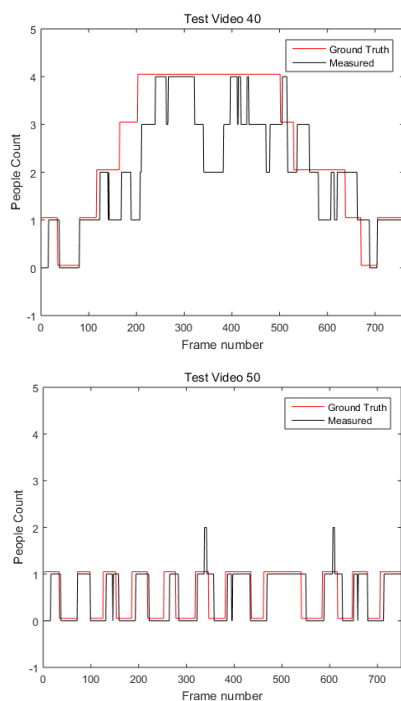 Test Video 40
5
4
3
2
1
0
-1
People Count
Ground Truth
Measured
0 100 200 300 400 500 600 700
Frame number
Test Video 50
5
4
3
2
1
0
-1
People Count
Ground Truth
Measured
0 100 200 300 400 500 600 700
Frame number